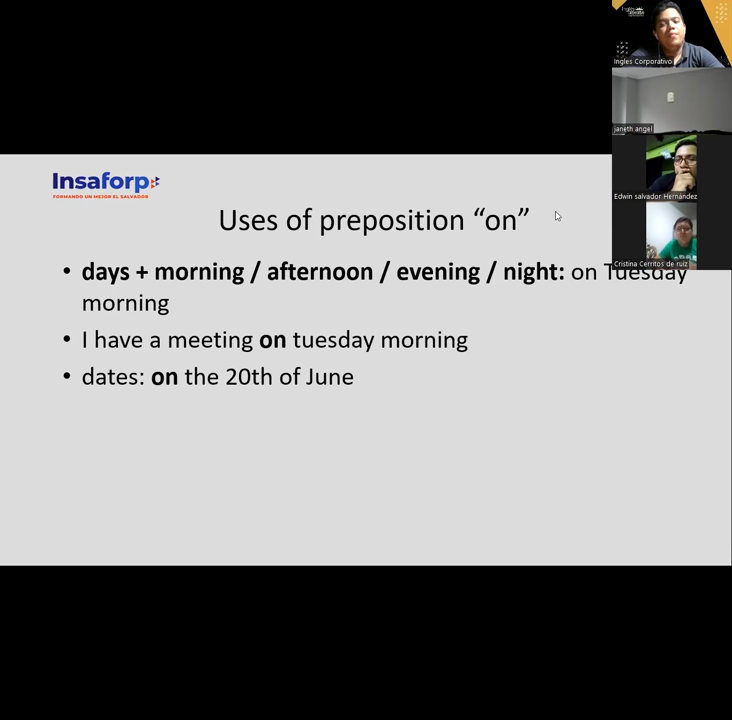 Insaforp
FORMANDO UN MEJOR EL SALVADOR
Uses of preposition “on”
• days + morning / afternoon / evening / night: on Tuesday
morning
• I have a meeting on tuesday morning
• dates: on the 20th of June
Ingles Corporativo
janeth angel
Edwin salvador Hernández
Cristina Cerritos de ruiz